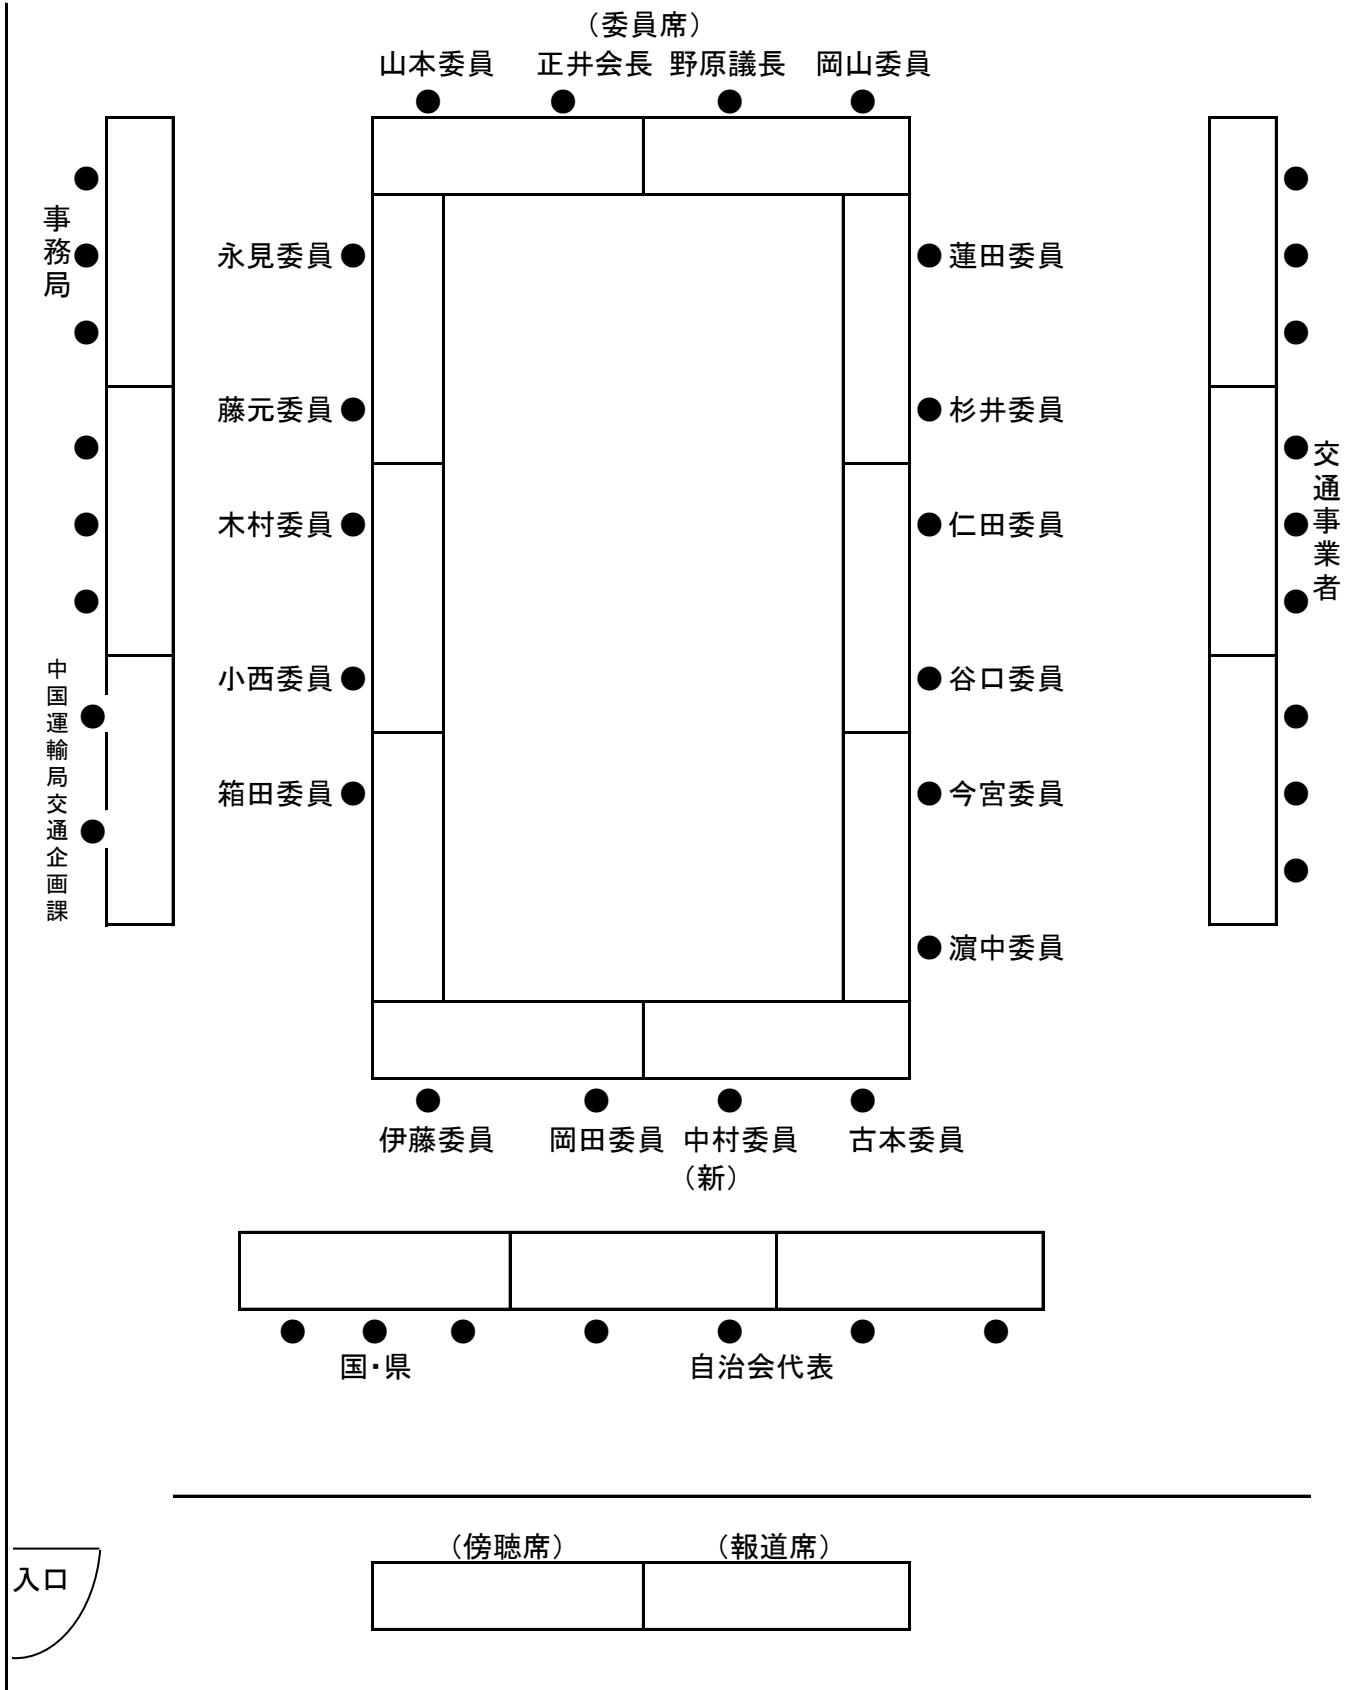 （委員席）
山本委員 正井会長 野原議長 岡山委員
事務局
永見委員 蓮田委員
藤元委員 杉井委員
交通事業者
木村委員 仁田委員
中国運輸局交通企画課
小西委員 谷口委員
箱田委員 今宮委員
濵中委員
伊藤委員 岡田委員 中村委員 古本委員
（新）
国・県 自治会代表
（傍聴席） （報道席）
入口